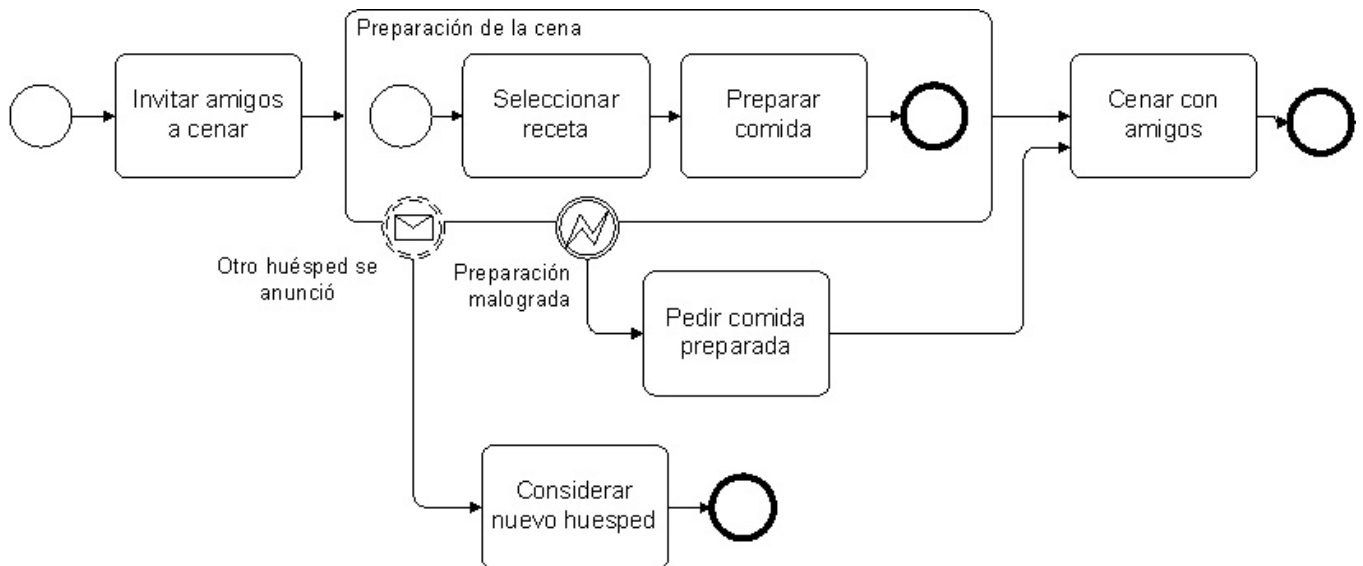 Preparación de la cena
Invitar amigos
a cenar
Seleccionar
receta
Preparar
comida
Cenar con
amigos
Otro huésped se
anunció
Preparación
malograda
Pedir comida
preparada
Considerar
nuevo huesped